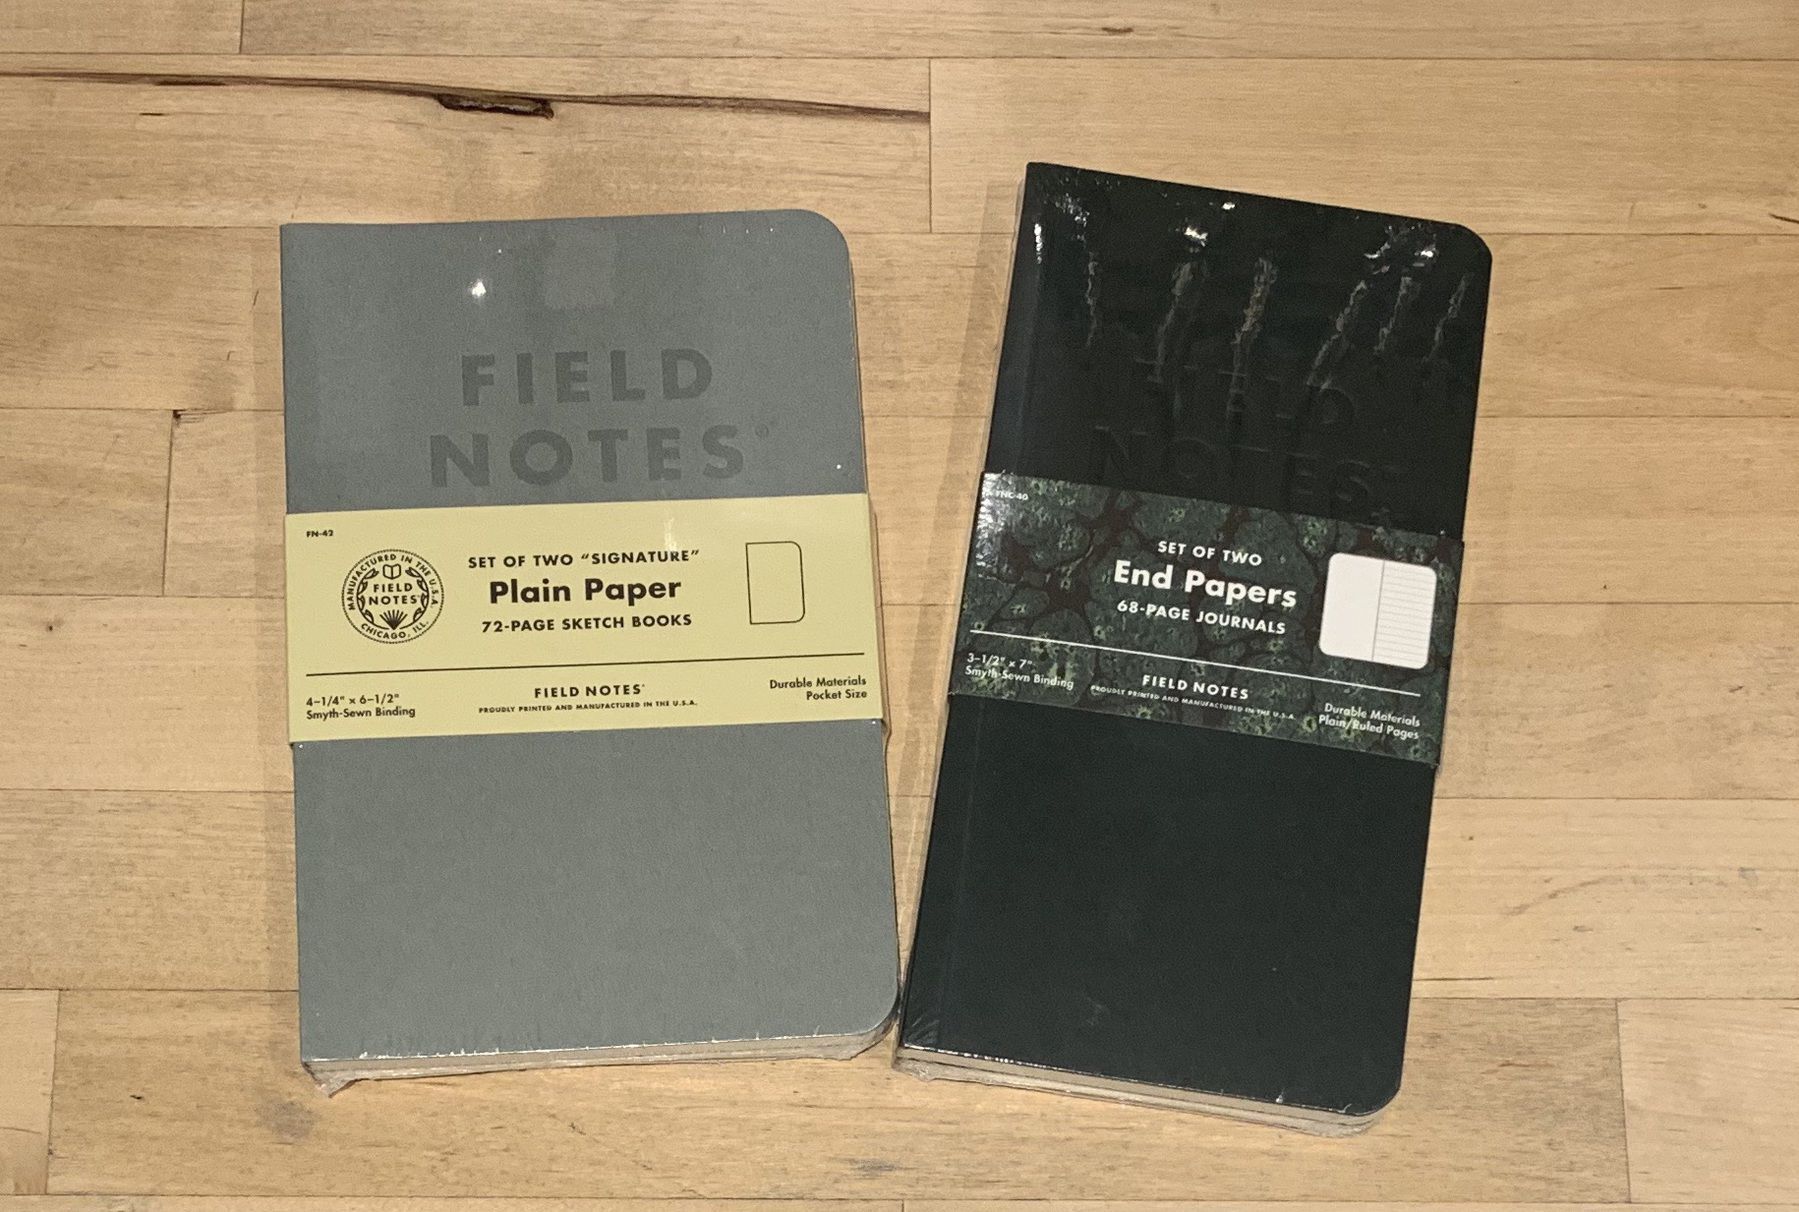 FIELD
NOTES®
FN-42
MANUFACTURED IN THE U.S.A.
FIELD
NOTES
CHICAGO, ILL.
SET OF TWO “SIGNATURE”
Plain Paper
72-PAGE SKETCH BOOKS
4-1/4" × 6-1/2"
Smyth-Sewn Binding
FIELD NOTES®
PROUDLY PRINTED AND MANUFACTURED IN THE U.S.A.
Durable Materials
Pocket Size
FIELD
NOTES
FNC-40
SET OF TWO
End Papers
68-PAGE JOURNALS
3-1/2" × 7"
Smyth-Sewn Binding
FIELD NOTES
PROUDLY PRINTED AND MANUFACTURED IN THE U.S.A.
Durable Materials
Plain/Ruled Pages